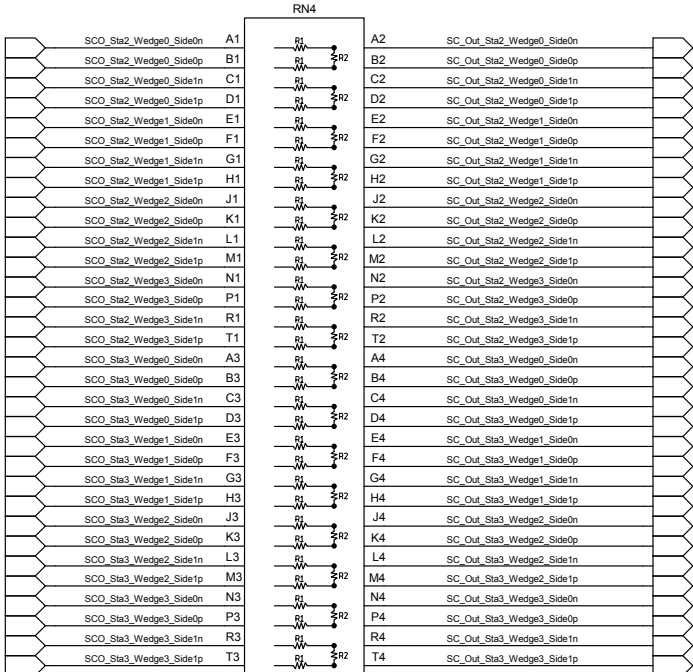 RN4
SCO_Sta2_Wedge0_Side0n A1 R1 A2 SC_Out_Sta2_Wedge0_Side0n
R2
SCO_Sta2_Wedge0_Side0p B1 R1 B2 SC_Out_Sta2_Wedge0_Side0p
SCO_Sta2_Wedge0_Side1n C1 R1 C2 SC_Out_Sta2_Wedge0_Side1n
R2
SCO_Sta2_Wedge0_Side1p D1 R1 D2 SC_Out_Sta2_Wedge0_Side1p
SCO_Sta2_Wedge1_Side0n E1 R1 E2 SC_Out_Sta2_Wedge1_Side0n
R2
SCO_Sta2_Wedge1_Side0p F1 R1 F2 SC_Out_Sta2_Wedge1_Side0p
SCO_Sta2_Wedge1_Side1n G1 R1 G2 SC_Out_Sta2_Wedge1_Side1n
R2
SCO_Sta2_Wedge1_Side1p H1 R1 H2 SC_Out_Sta2_Wedge1_Side1p
SCO_Sta2_Wedge2_Side0n J1 R1 J2 SC_Out_Sta2_Wedge2_Side0n
R2
SCO_Sta2_Wedge2_Side0p K1 R1 K2 SC_Out_Sta2_Wedge2_Side0p
SCO_Sta2_Wedge2_Side1n L1 R1 L2 SC_Out_Sta2_Wedge2_Side1n
R2
SCO_Sta2_Wedge2_Side1p M1 R1 M2 SC_Out_Sta2_Wedge2_Side1p
SCO_Sta2_Wedge3_Side0n N1 R1 N2 SC_Out_Sta2_Wedge3_Side0n
R2
SCO_Sta2_Wedge3_Side0p P1 R1 P2 SC_Out_Sta2_Wedge3_Side0p
SCO_Sta2_Wedge3_Side1n R1 R1 R2 SC_Out_Sta2_Wedge3_Side1n
R2
SCO_Sta2_Wedge3_Side1p T1 R1 T2 SC_Out_Sta2_Wedge3_Side1p
SCO_Sta3_Wedge0_Side0n A3 R1 A4 SC_Out_Sta3_Wedge0_Side0n
R2
SCO_Sta3_Wedge0_Side0p B3 R1 B4 SC_Out_Sta3_Wedge0_Side0p
SCO_Sta3_Wedge0_Side1n C3 R1 C4 SC_Out_Sta3_Wedge0_Side1n
R2
SCO_Sta3_Wedge0_Side1p D3 R1 D4 SC_Out_Sta3_Wedge0_Side1p
SCO_Sta3_Wedge1_Side0n E3 R1 E4 SC_Out_Sta3_Wedge1_Side0n
R2
SCO_Sta3_Wedge1_Side0p F3 R1 F4 SC_Out_Sta3_Wedge1_Side0p
SCO_Sta3_Wedge1_Side1n G3 R1 G4 SC_Out_Sta3_Wedge1_Side1n
R2
SCO_Sta3_Wedge1_Side1p H3 R1 H4 SC_Out_Sta3_Wedge1_Side1p
SCO_Sta3_Wedge2_Side0n J3 R1 J4 SC_Out_Sta3_Wedge2_Side0n
R2
SCO_Sta3_Wedge2_Side0p K3 R1 K4 SC_Out_Sta3_Wedge2_Side0p
SCO_Sta3_Wedge2_Side1n L3 R1 L4 SC_Out_Sta3_Wedge2_Side1n
R2
SCO_Sta3_Wedge2_Side1p M3 R1 M4 SC_Out_Sta3_Wedge2_Side1p
SCO_Sta3_Wedge3_Side0n N3 R1 N4 SC_Out_Sta3_Wedge3_Side0n
R2
SCO_Sta3_Wedge3_Side0p P3 R1 P4 SC_Out_Sta3_Wedge3_Side0p
SCO_Sta3_Wedge3_Side1n R3 R1 R4 SC_Out_Sta3_Wedge3_Side1n
R2
SCO_Sta3_Wedge3_Side1p T3 R1 T4 SC_Out_Sta3_Wedge3_Side1p